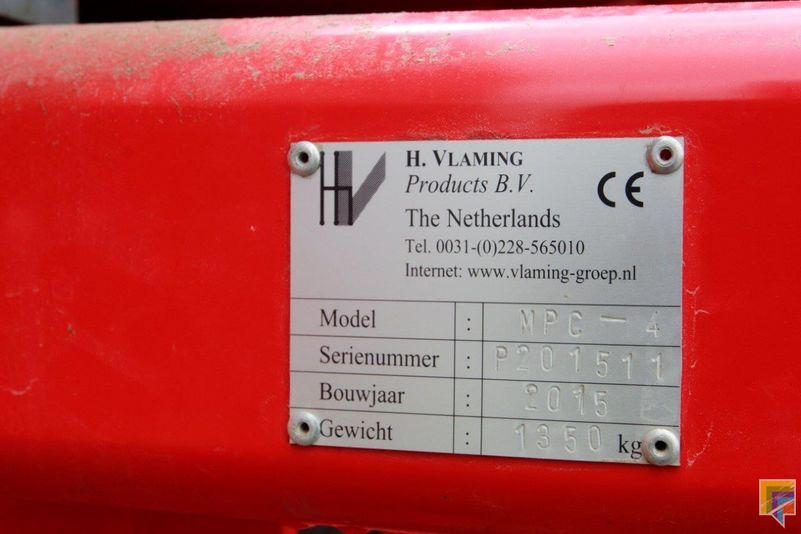 HV
H. VLAMING
Products B.V.
CE
The Netherlands
Tel. 0031-(0)228-565010
Internet: www.vlaming-groep.nl
Model : MPC-4
Serienummer : P201511
Bouwjaar : 2015
Gewicht : 1350 kg